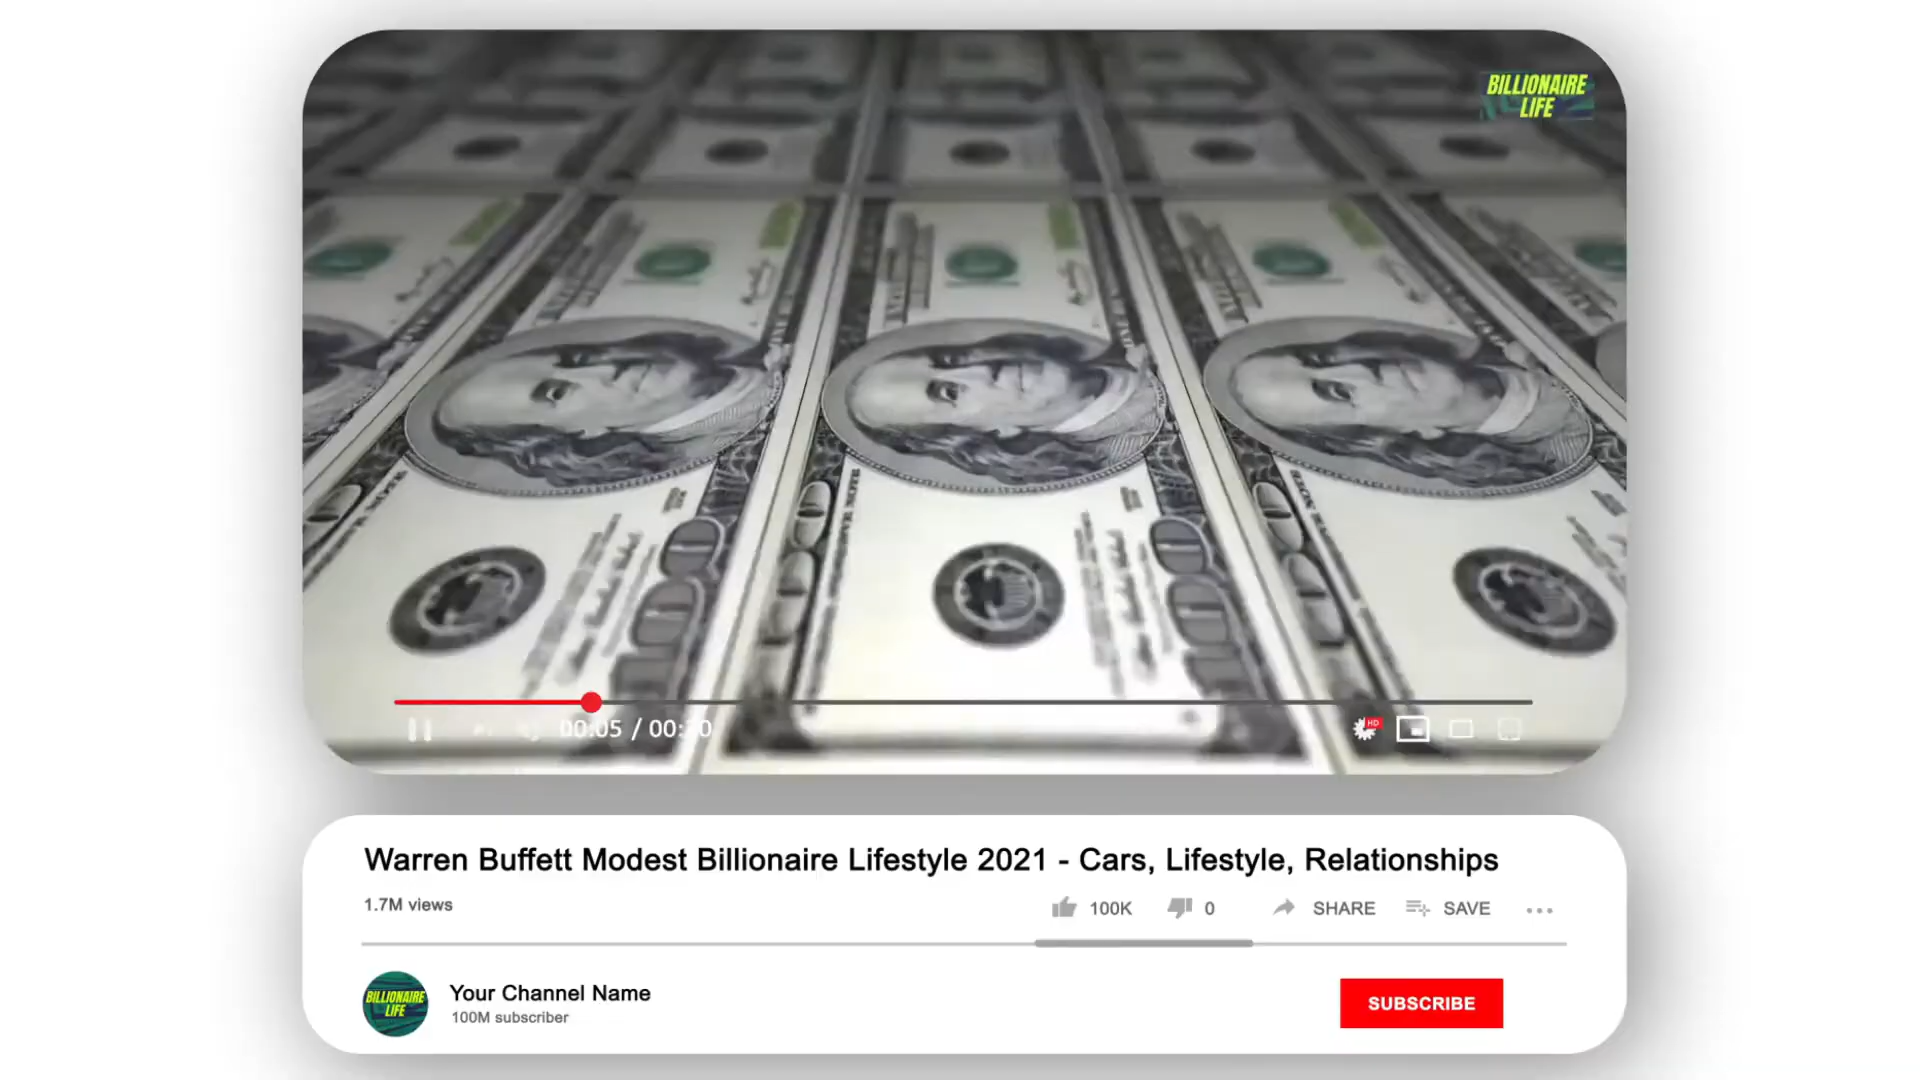 BILLIONAIRE
LIFE
00:05 / 00:
HD
Warren Buffett Modest Billionaire Lifestyle 2021 - Cars, Lifestyle, Relationships
1.7M views
100K
0
SHARE
SAVE
BILLIONAIRE
LIFE
Your Channel Name
100M subscriber
SUBSCRIBE